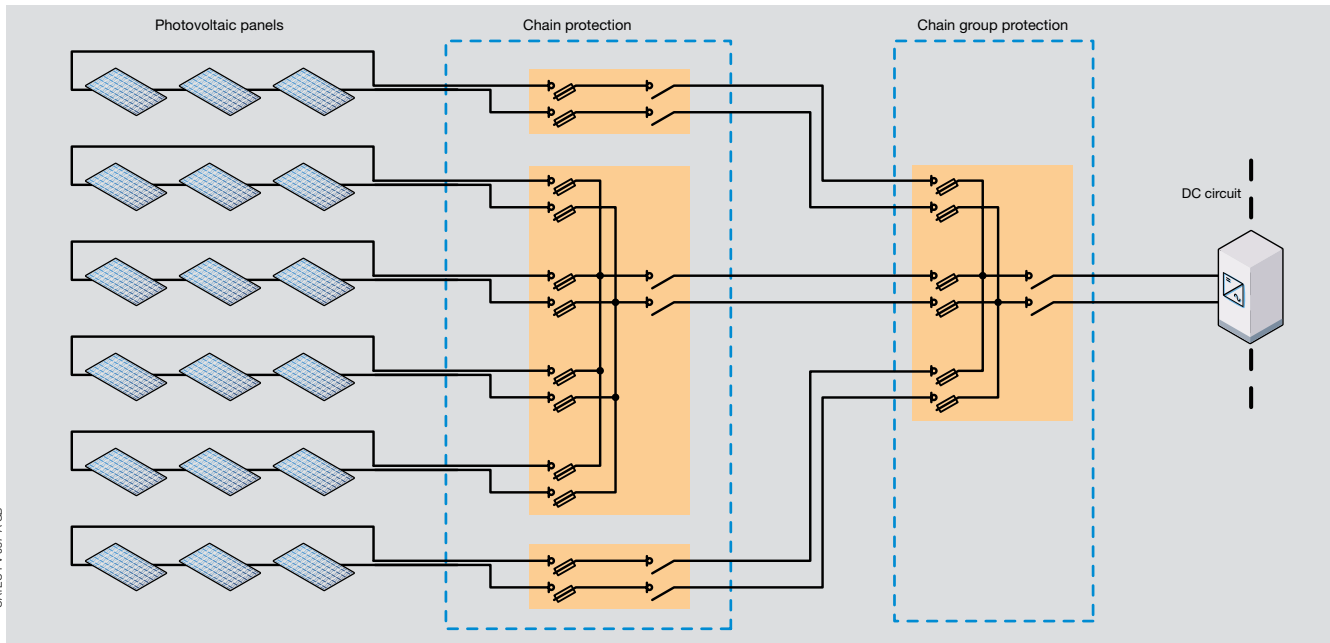 Photovoltaic panels
Chain protection
Chain group protection
DC circuit